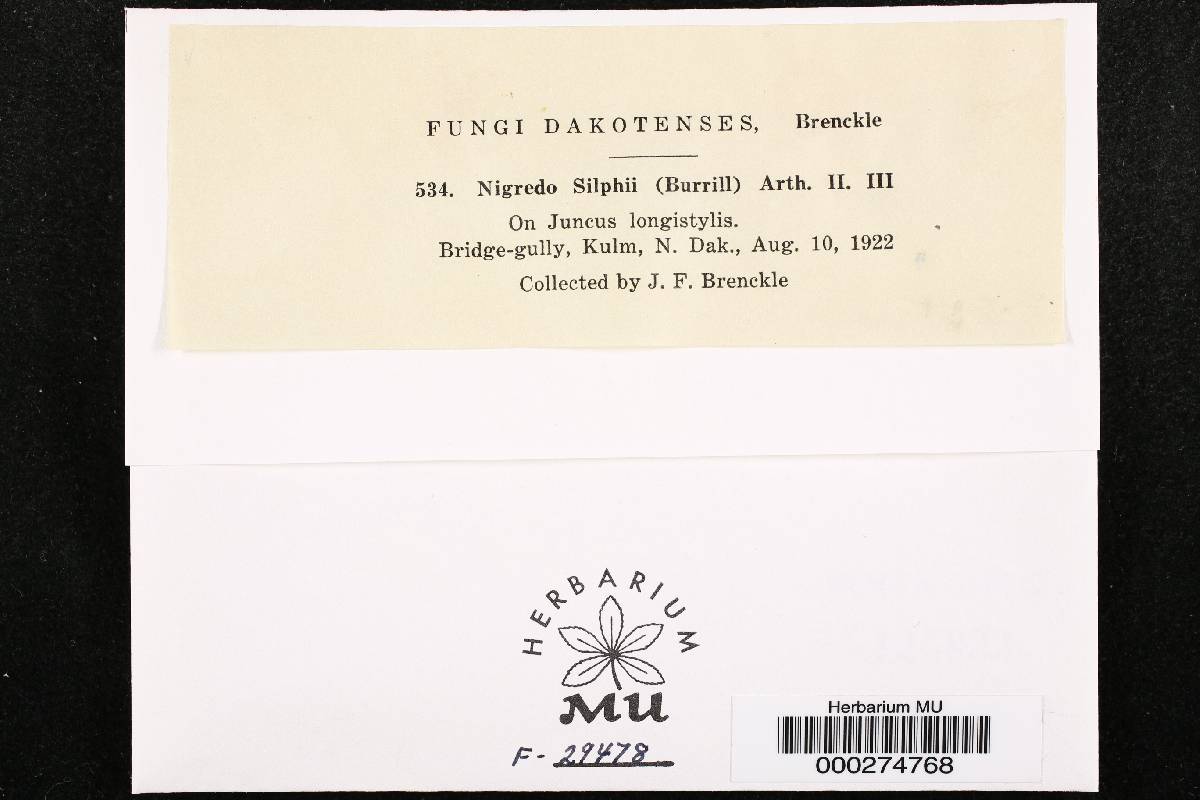 FUNGI DAKOTENSES, Brenckle
534. Nigredo Silphii (Burrill) Arth. II. III
On Juncus longistylis.
Bridge-gully, Kulm, N. Dak., Aug. 10, 1922
Collected by J. F. Brenckle
HERBARIUM
MU
F-29478
Herbarium MU
000274768